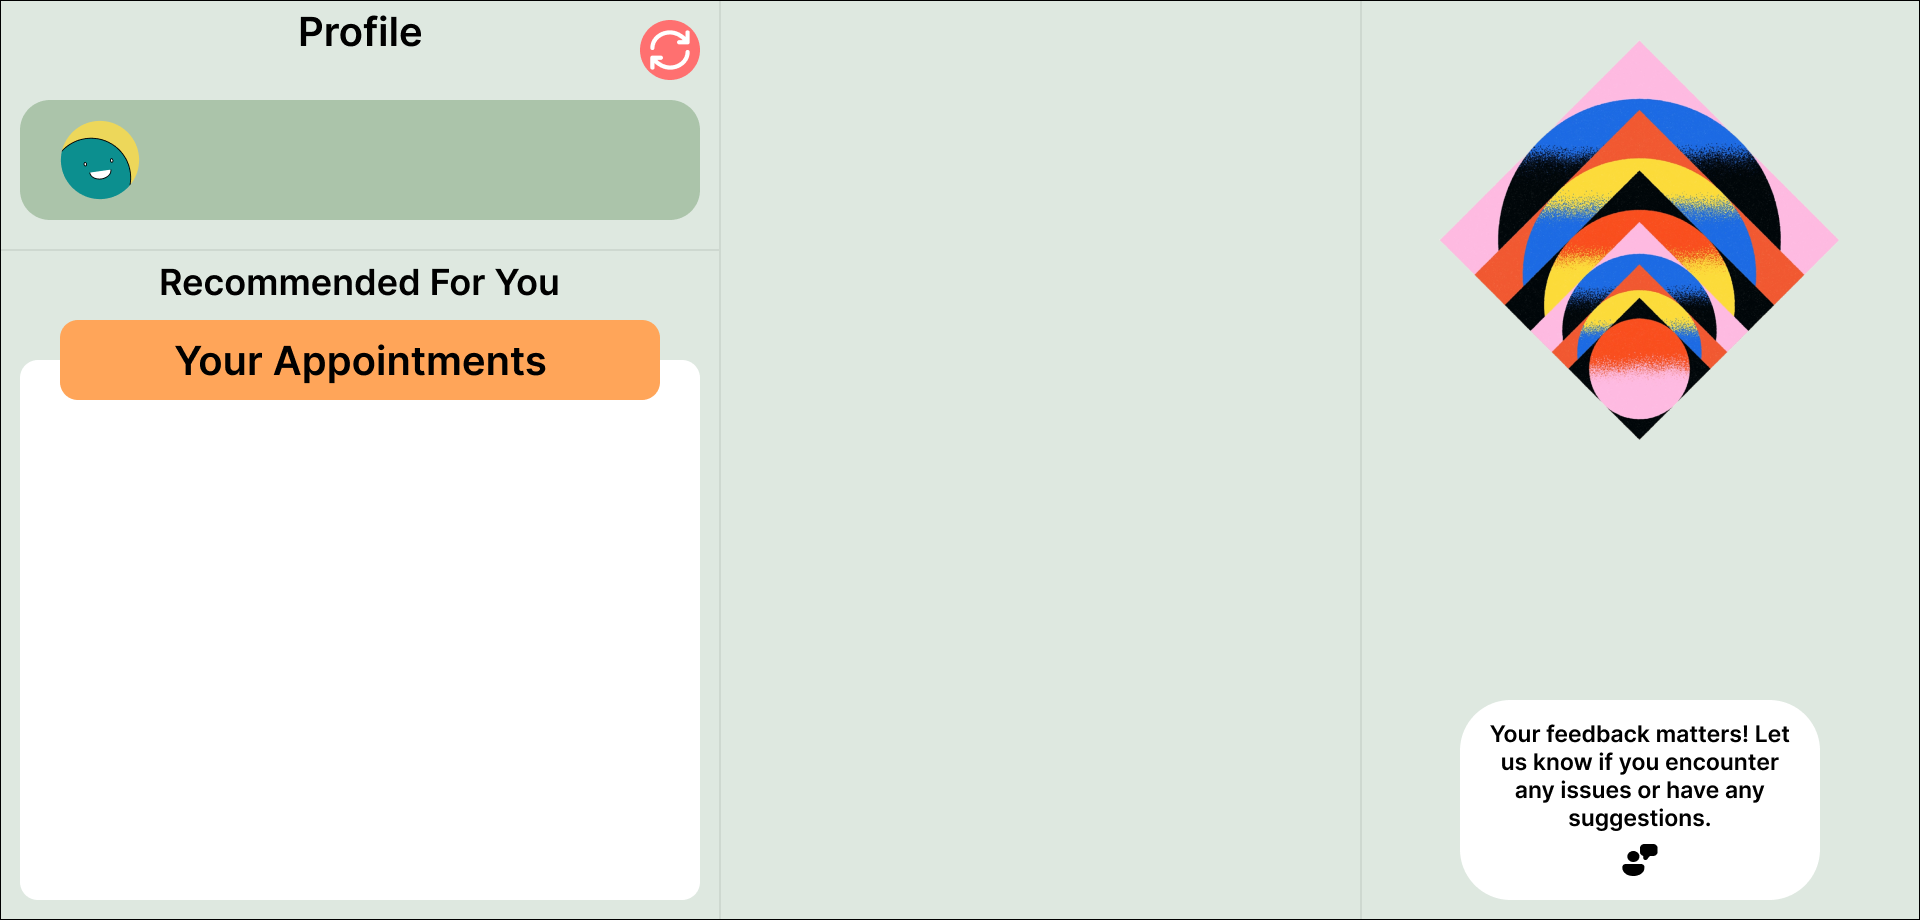 Profile
Recommended For You
Your Appointments
Your feedback matters! Let
us know if you encounter
any issues or have any
suggestions.